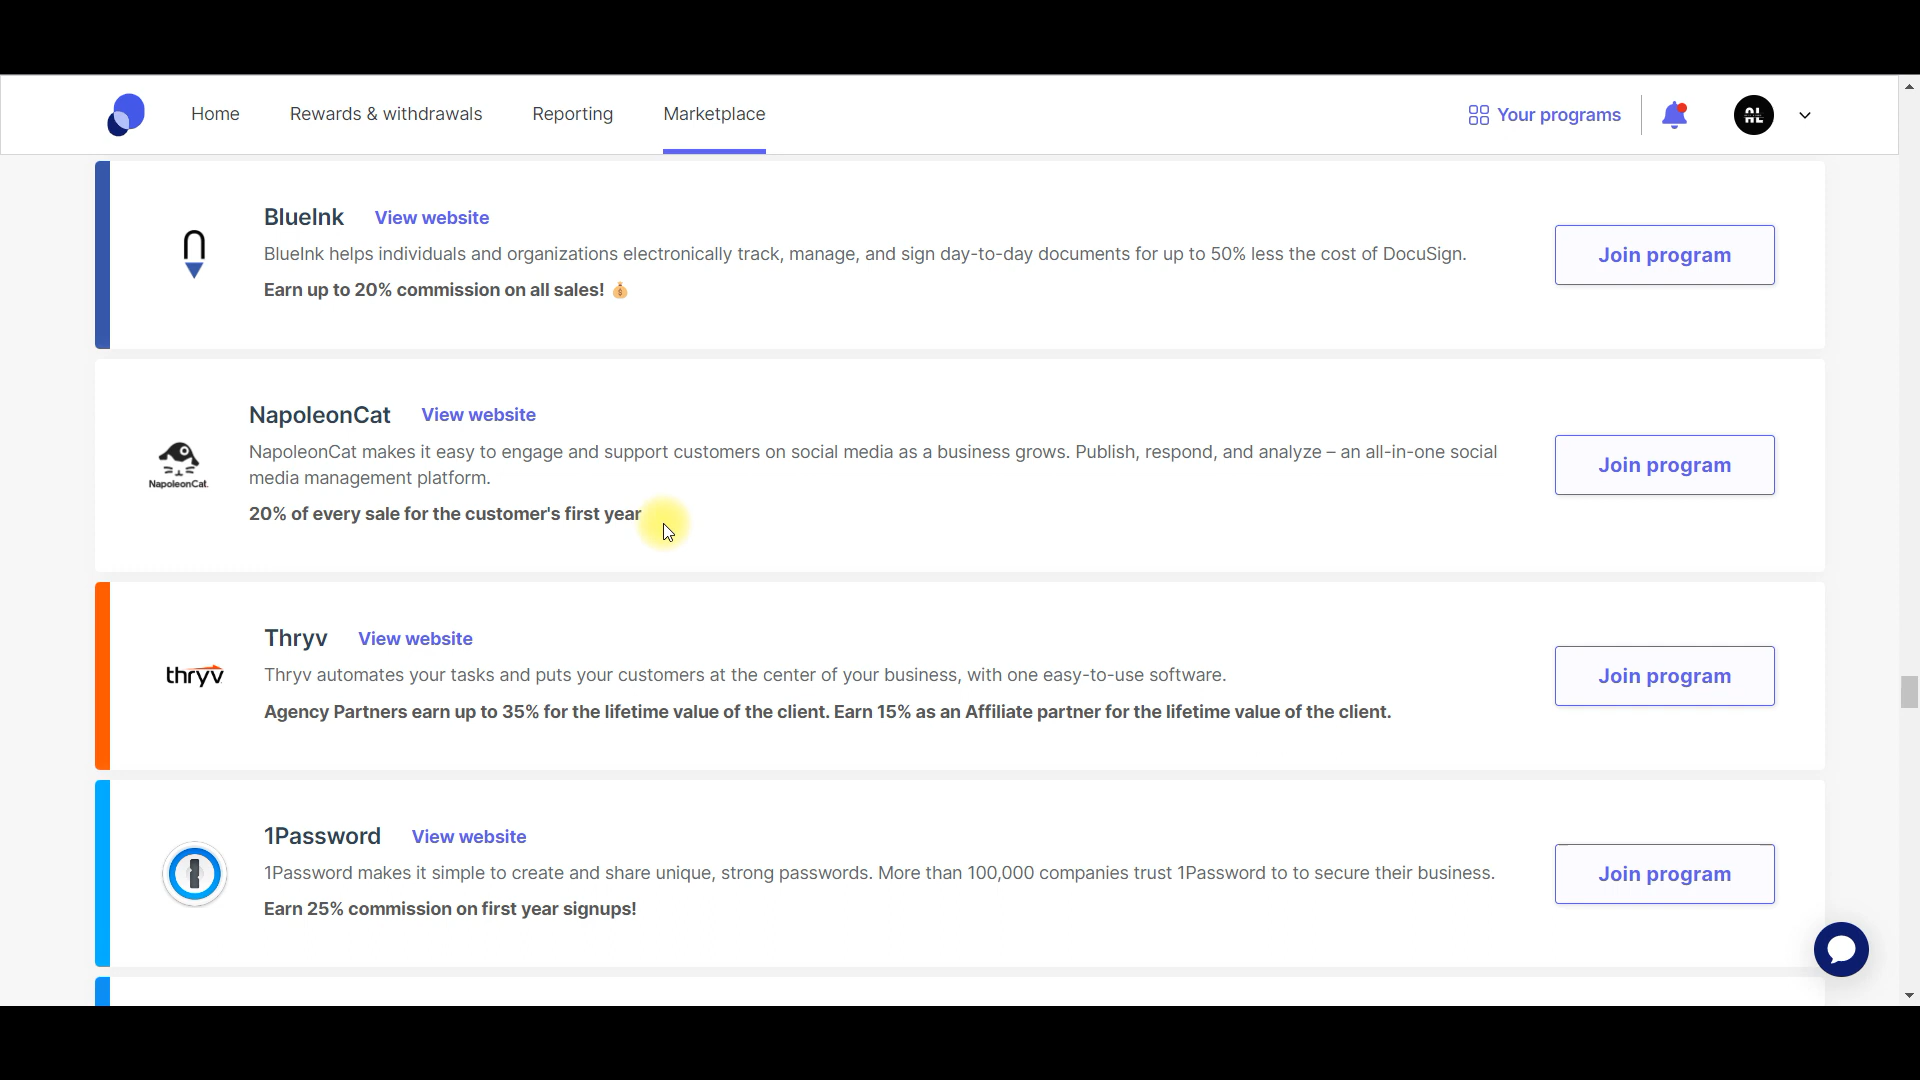 Home Rewards & withdrawals Reporting Marketplace Your programs AL
BlueInk View website
BlueInk helps individuals and organizations electronically track, manage, and sign day-to-day documents for up to 50% less the cost of DocuSign.
Earn up to 20% commission on all sales! 💰
Join program
NapoleonCat View website
NapoleonCat makes it easy to engage and support customers on social media as a business grows. Publish, respond, and analyze – an all-in-one social
media management platform.
20% of every sale for the customer's first year
NapoleonCat.
Join program
Thryv View website
thryv
Thryv automates your tasks and puts your customers at the center of your business, with one easy-to-use software.
Agency Partners earn up to 35% for the lifetime value of the client. Earn 15% as an Affiliate partner for the lifetime value of the client.
Join program
1Password View website
1Password makes it simple to create and share unique, strong passwords. More than 100,000 companies trust 1Password to to secure their business.
Earn 25% commission on first year signups!
Join program